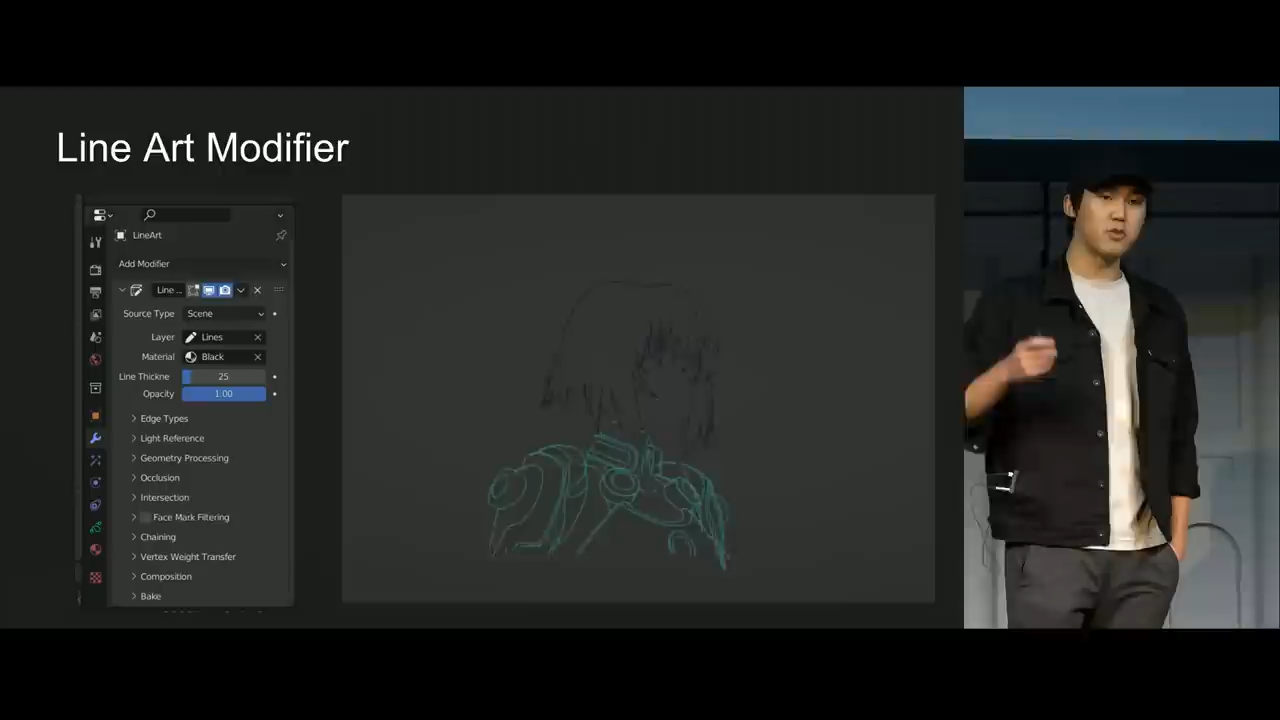 Line Art Modifier
LineArt
Add Modifier
Line ...
Source Type Scene
Layer Lines
Material Black
Line Thickne 25
Opacity 1.00
Edge Types
Light Reference
Geometry Processing
Occlusion
Intersection
Face Mark Filtering
Chaining
Vertex Weight Transfer
Composition
Bake